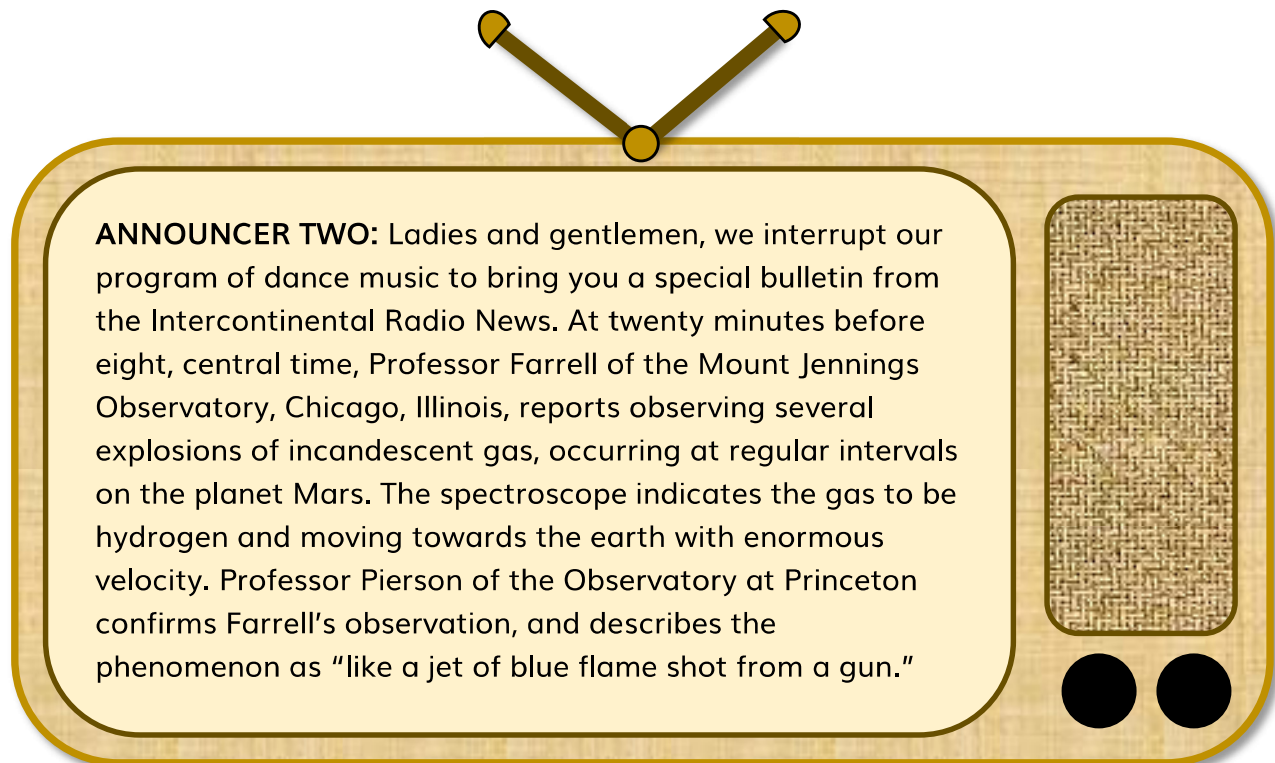 ANNOUNCER TWO: Ladies and gentlemen, we interrupt our
program of dance music to bring you a special bulletin from
the Intercontinental Radio News. At twenty minutes before
eight, central time, Professor Farrell of the Mount Jennings
Observatory, Chicago, Illinois, reports observing several
explosions of incandescent gas, occurring at regular intervals
on the planet Mars. The spectroscope indicates the gas to be
hydrogen and moving towards the earth with enormous
velocity. Professor Pierson of the Observatory at Princeton
confirms Farrell’s observation, and describes the
phenomenon as “like a jet of blue flame shot from a gun.”